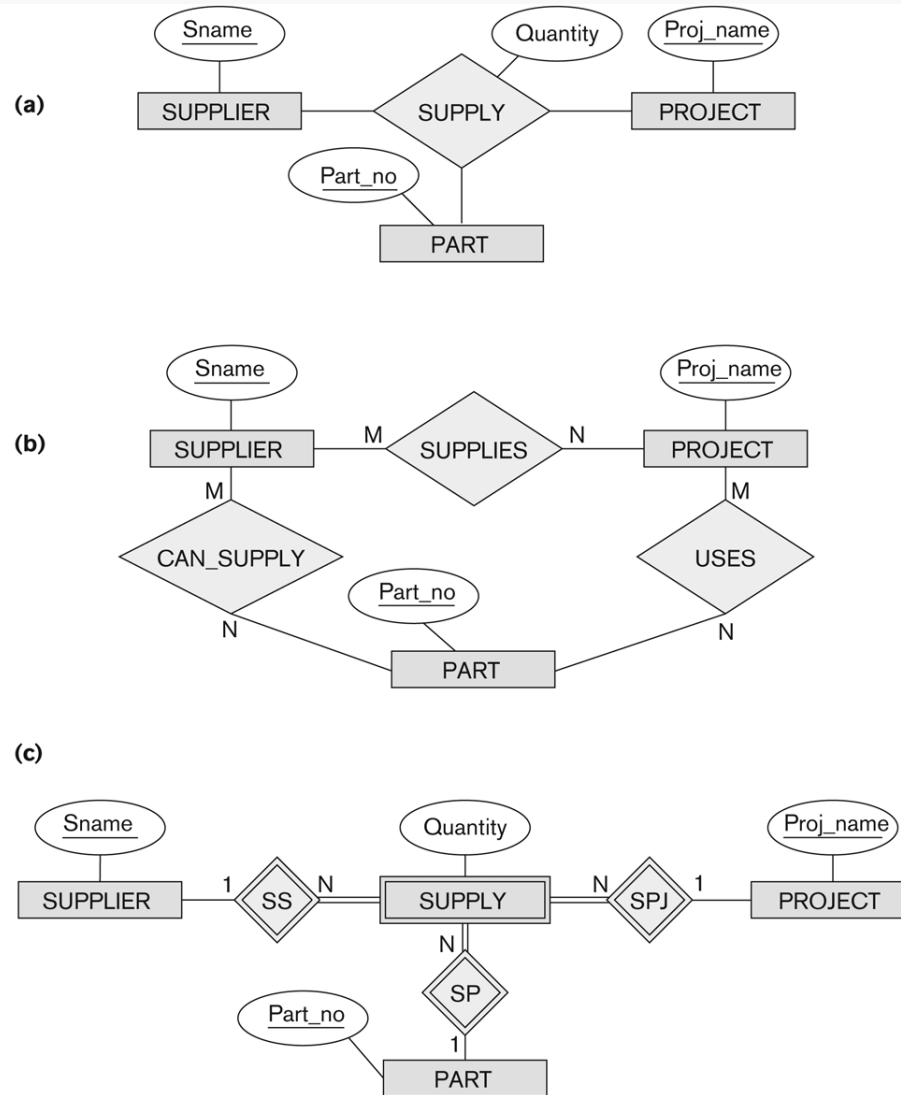 (a)
Sname
Quantity
Proj_name
SUPPLIER
SUPPLY
PROJECT
Part_no
PART
(b)
Sname
Proj_name
SUPPLIER
M
SUPPLIES
N
PROJECT
M
M
CAN_SUPPLY
USES
Part_no
N
N
PART
(c)
Sname
Quantity
Proj_name
SUPPLIER
1
SS
N
SUPPLY
N
SPJ
1
PROJECT
N
SP
Part_no
1
PART